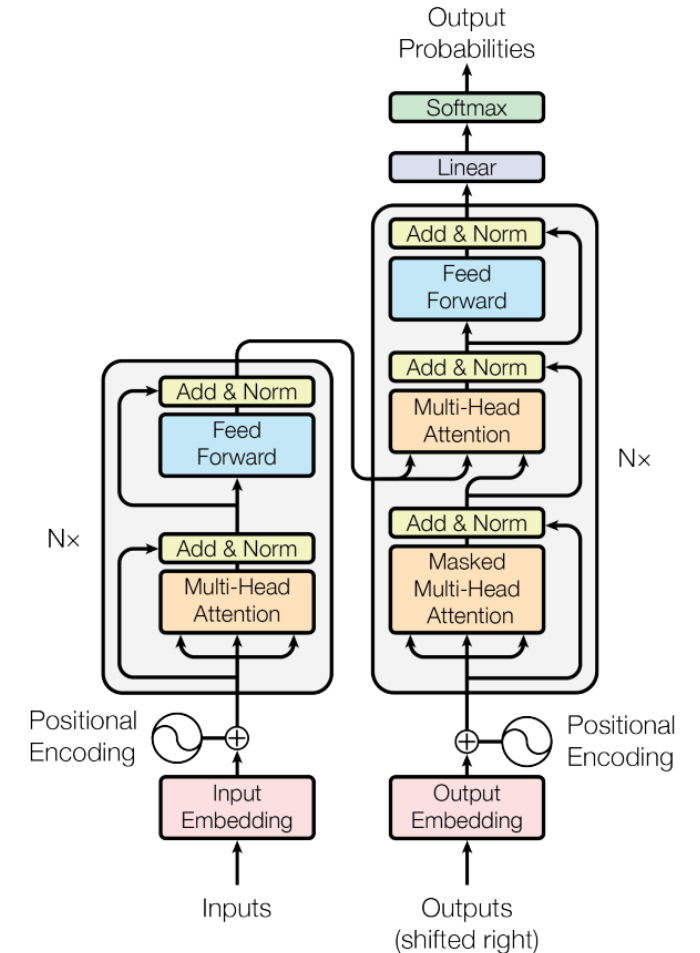 Output
Probabilities
Softmax
Linear
Add & Norm
Feed
Forward
Add & Norm
Multi-Head
Attention
Add & Norm
Masked
Multi-Head
Attention
N×
Positional
Encoding
Output
Embedding
Outputs
(shifted right)
Add & Norm
Feed
Forward
Add & Norm
Multi-Head
Attention
N×
Positional
Encoding
Input
Embedding
Inputs